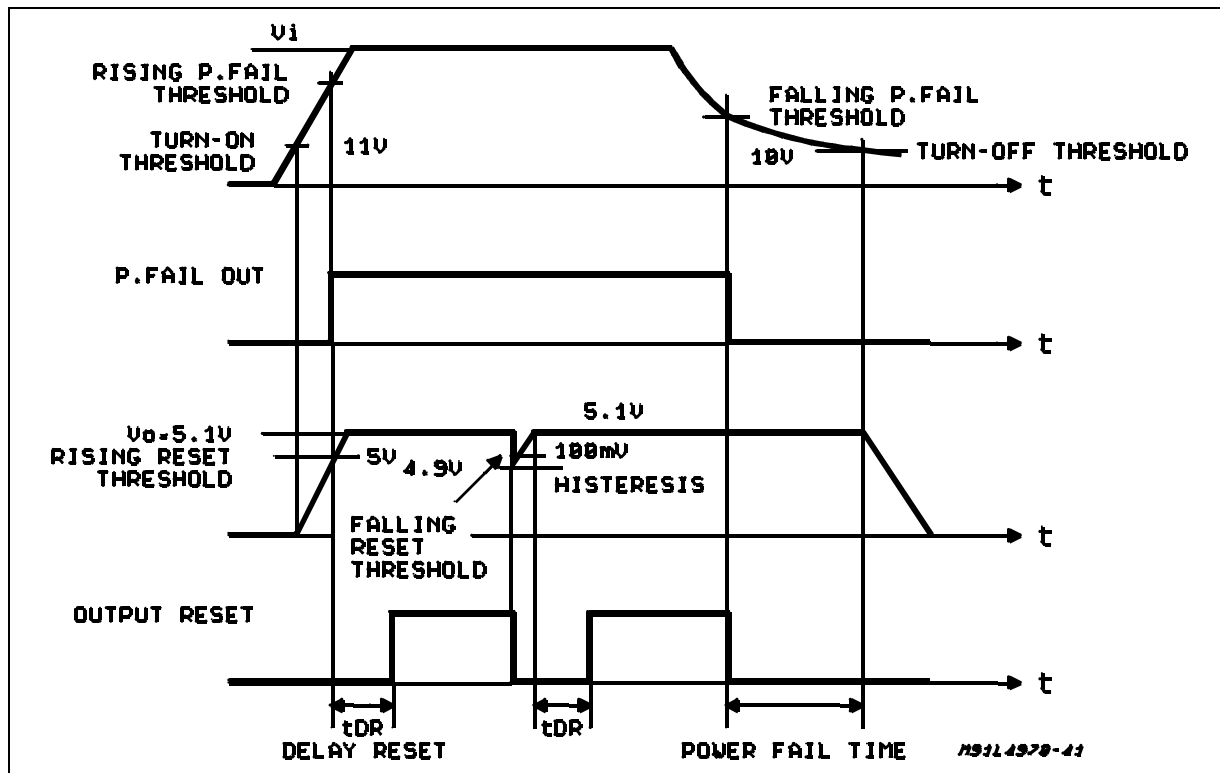 Vi
RISING P.FAIL
THRESHOLD
FALLING P.FAIL
THRESHOLD
TURN-ON
THRESHOLD
11V
10V
TURN-OFF THRESHOLD
t
P.FAIL OUT
t
5.1V
Vo=5.1V
RISING RESET
THRESHOLD
5V
4.9V
100mV
HISTERESIS
FALLING
RESET
THRESHOLD
t
OUTPUT RESET
t
tDR
tDR
DELAY RESET
POWER FAIL TIME
M91L4970-11